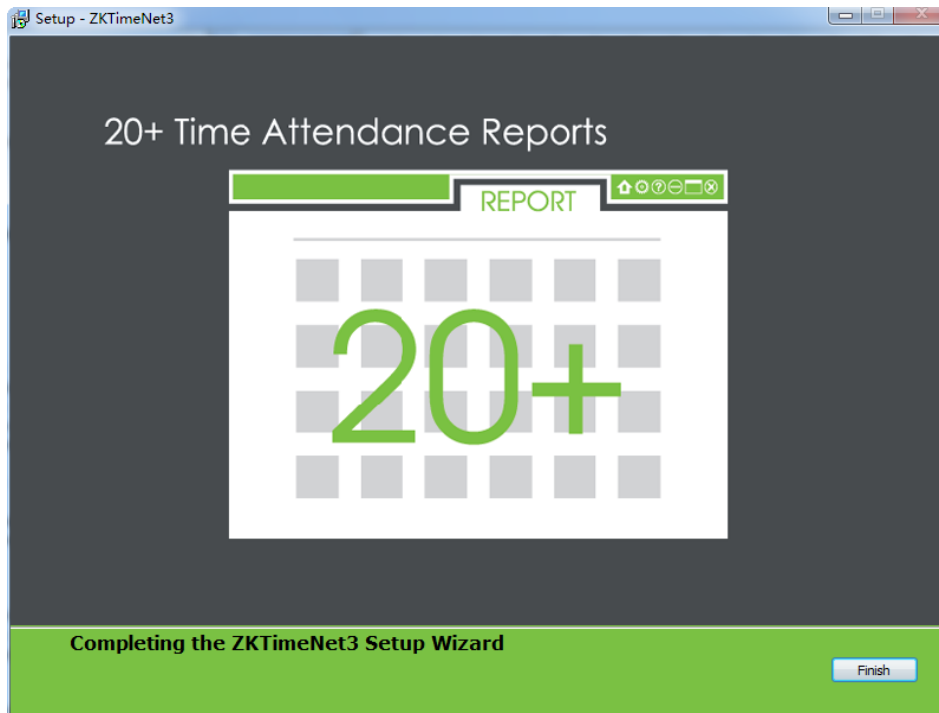 Setup - ZKTimeNet3
20+ Time Attendance Reports
REPORT
20+
Completing the ZKTimeNet3 Setup Wizard
Finish